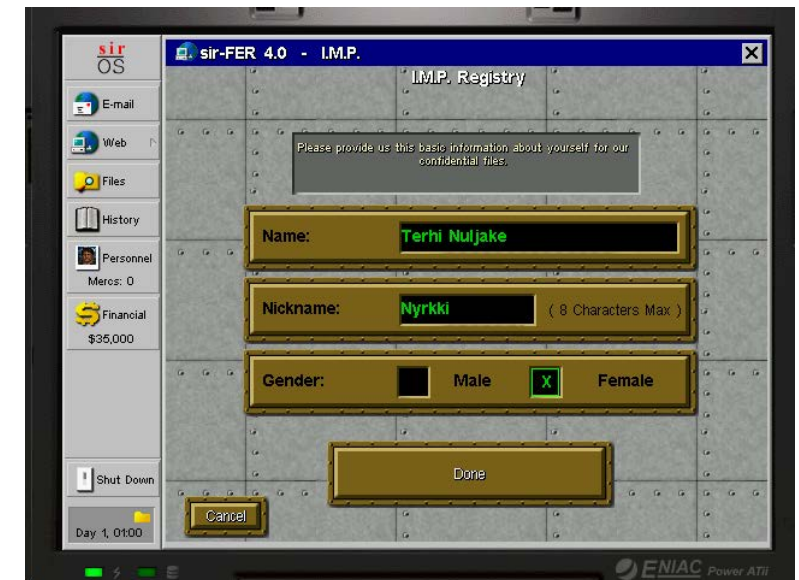 sir
OS
sir-FER 4.0 - I.M.P.
I.M.P. Registry
E-mail
Web
Files
History
Personnel
Mercs: 0
Financial
$35,000
Shut Down
Day 1, 01:00
Please provide us this basic information about yourself for our
confidential files.
Name: Terhi Nuljake
Nickname: Nyrkki ( 8 Characters Max )
Gender: Male X Female
Done
Cancel
ENIAC Power ATii